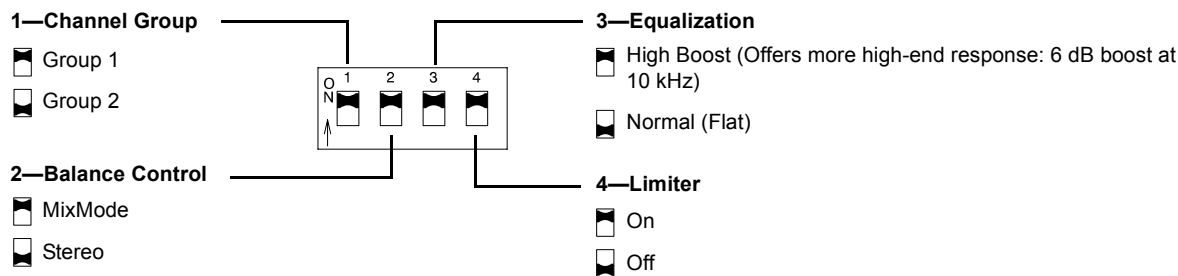 1—Channel Group
Group 1
Group 2
2—Balance Control
MixMode
Stereo
ON
1 2 3 4
3—Equalization
High Boost (Offers more high-end response: 6 dB boost at
10 kHz)
Normal (Flat)
4—Limiter
On
Off